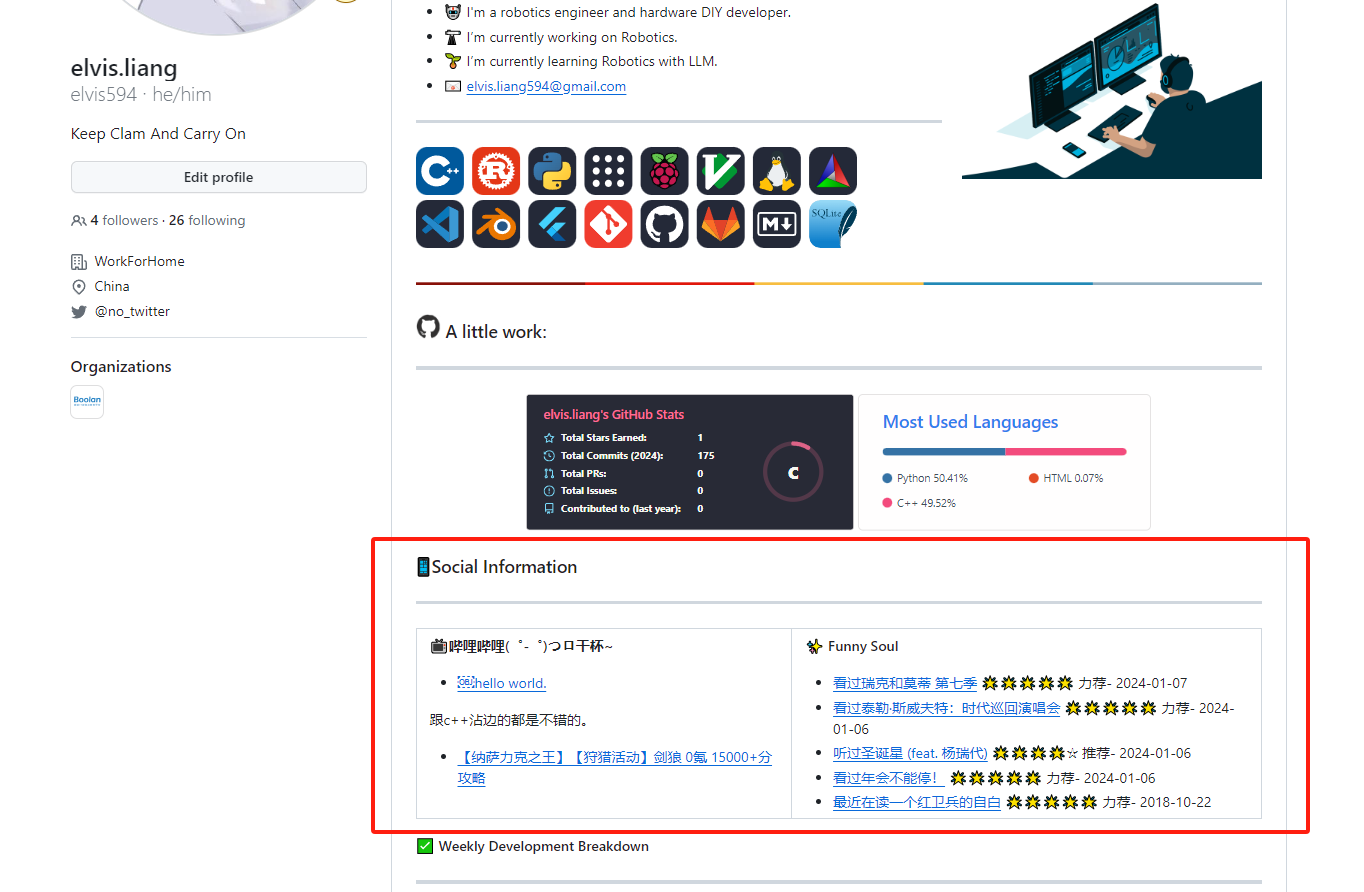 elvis.liang
elvis594 · he/him
Keep Clam And Carry On
Edit profile
4 followers · 26 following
WorkForHome
China
@no_twitter
Organizations
Boolan
I'm a robotics engineer and hardware DIY developer.
I’m currently working on Robotics.
I’m currently learning Robotics with LLM.
elvis.liang594@gmail.com
C++
R
M
SQLite
A little work:
elvis.liang's GitHub Stats
Total Stars Earned: 1
Total Commits (2024): 175
Total PRs: 0
Total Issues: 0
Contributed to (last year): 0
C
Most Used Languages
Python 50.41%
HTML 0.07%
C++ 49.52%
Social Information
哔哩哔哩( ゜- ゜)つロ干杯~
OBJ hello world.
跟c++沾边的都是不错的。
【纳萨力克之王】【狩猎活动】剑狼 0氪 15000+分
攻略
Funny Soul
看过瑞克和莫蒂 第七季 🌟🌟🌟🌟🌟 力荐- 2024-01-07
看过泰勒·斯威夫特：时代巡回演唱会 🌟🌟🌟🌟🌟 力荐- 2024-
01-06
听过圣诞星 (feat. 杨瑞代) 🌟🌟🌟🌟☆ 推荐- 2024-01-06
看过年会不能停！ 🌟🌟🌟🌟🌟 力荐- 2024-01-06
最近在读一个红卫兵的自白 🌟🌟🌟🌟🌟 力荐- 2018-10-22
Weekly Development Breakdown